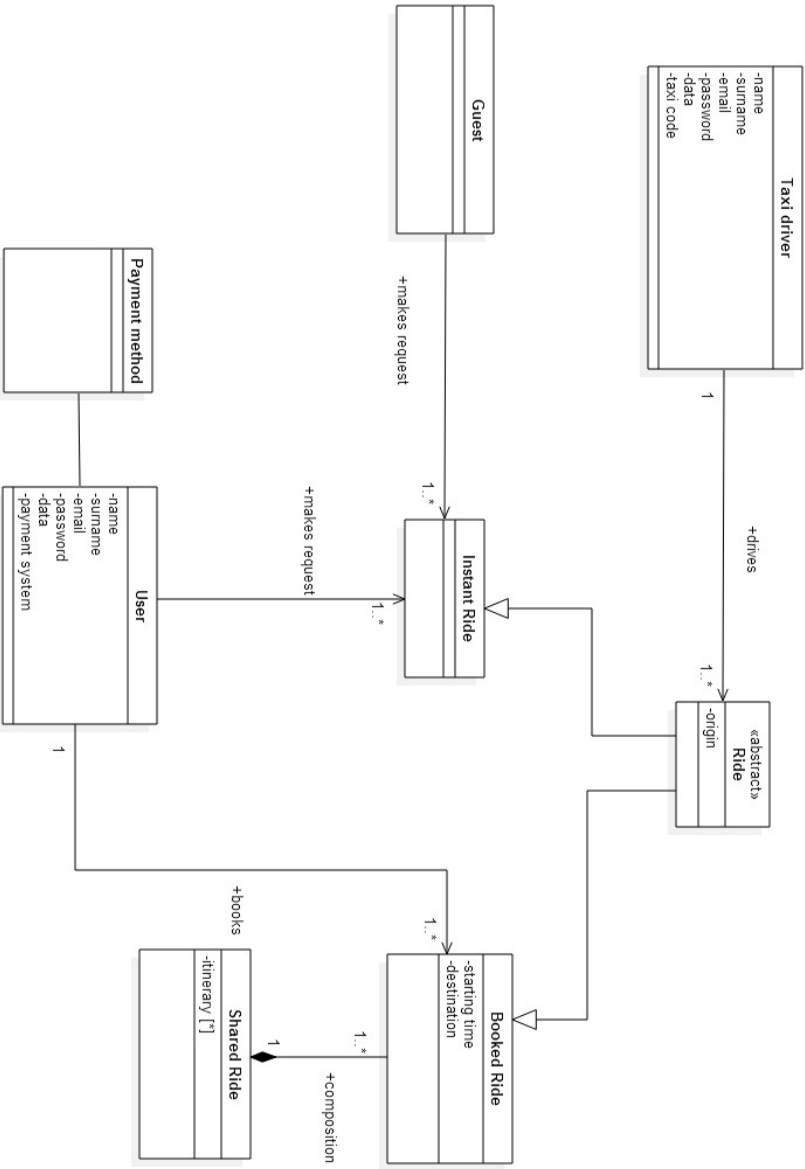 Taxi driver
-name
-surname
-email
-password
-data
-taxi code
1
+drives
1..*
«abstract»
Ride
-origin
Guest
+makes request
1..*
Instant Ride
+makes request
1..*
Booked Ride
-starting time
-destination
1..*
+books
1..*
+composition
1
Shared Ride
-itinerary [*]
Payment method
User
-name
-surname
-email
-password
-data
-payment system
1